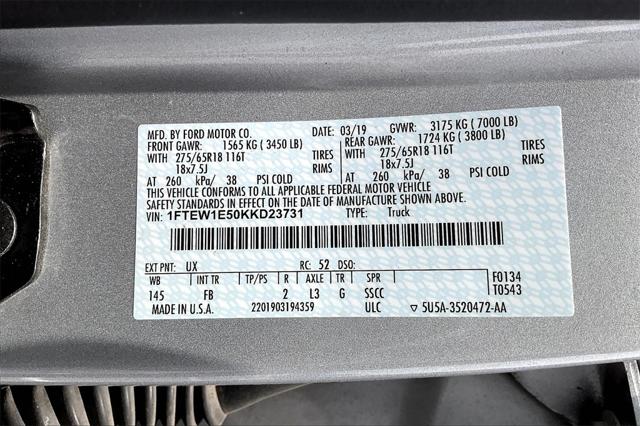 MFD. BY FORD MOTOR CO. DATE: 03/19 GVWR: 3175 KG ( 7000 LB)
FRONT GAWR: 1565 KG ( 3450 LB) REAR GAWR: 1724 KG ( 3800 LB)
WITH 275/65R18 116T TIRES WITH 275/65R18 116T TIRES
18x7.5J RIMS 18x7.5J RIMS
AT 260 kPa/ 38 PSI COLD AT 260 kPa/ 38 PSI COLD
THIS VEHICLE CONFORMS TO ALL APPLICABLE FEDERAL MOTOR VEHICLE
SAFETY STANDARDS IN EFFECT ON THE DATE OF MANUFACTURE SHOWN ABOVE.
VIN: 1FTEW1E50KKD23731 TYPE: Truck
EXT PNT: UX RC: 52 DSO:
WB INT TR TP/PS R AXLE TR SPR F0134
145 FB 2 L3 G SSCC T0543
MADE IN U.S.A. 2201903194359 ULC ▽ 5U5A-3520472-AA